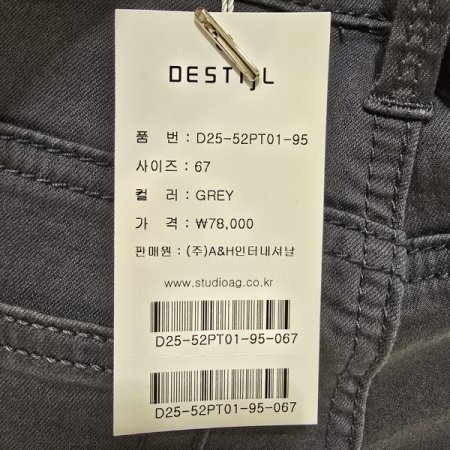 DESTIJL
품 번 : D25-52PT01-95
사이즈 : 67
컬 러 : GREY
가 격 : ₩78,000
판매원 : (주)A&H인터내셔날
www.studioag.co.kr
D25-52PT01-95-067
D25-52PT01-95-067